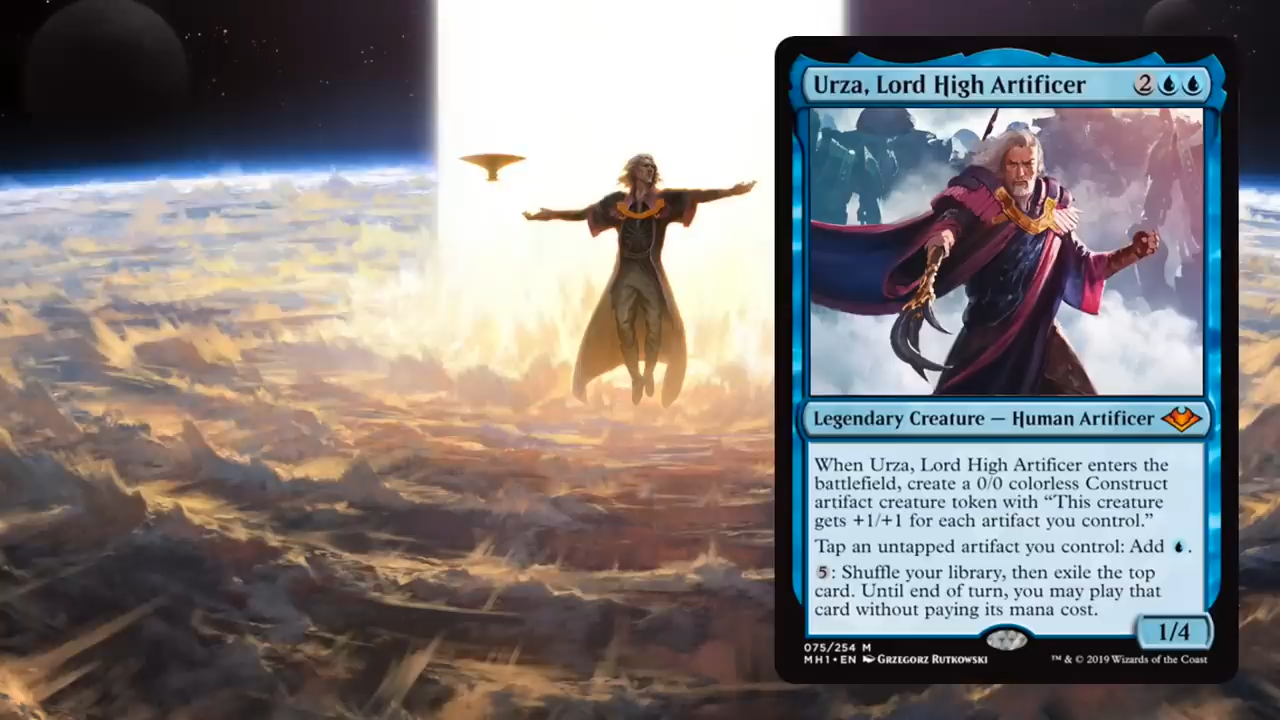 Urza, Lord High Artificer 2
Legendary Creature — Human Artificer
When Urza, Lord High Artificer enters the
battlefield, create a 0/0 colorless Construct
artifact creature token with “This creature
gets +1/+1 for each artifact you control.”
Tap an untapped artifact you control: Add .
5: Shuffle your library, then exile the top
card. Until end of turn, you may play that
card without paying its mana cost.
1/4
075/254 M
MH1 • EN Grzegorz Rutkowski
™ & © 2019 Wizards of the Coast